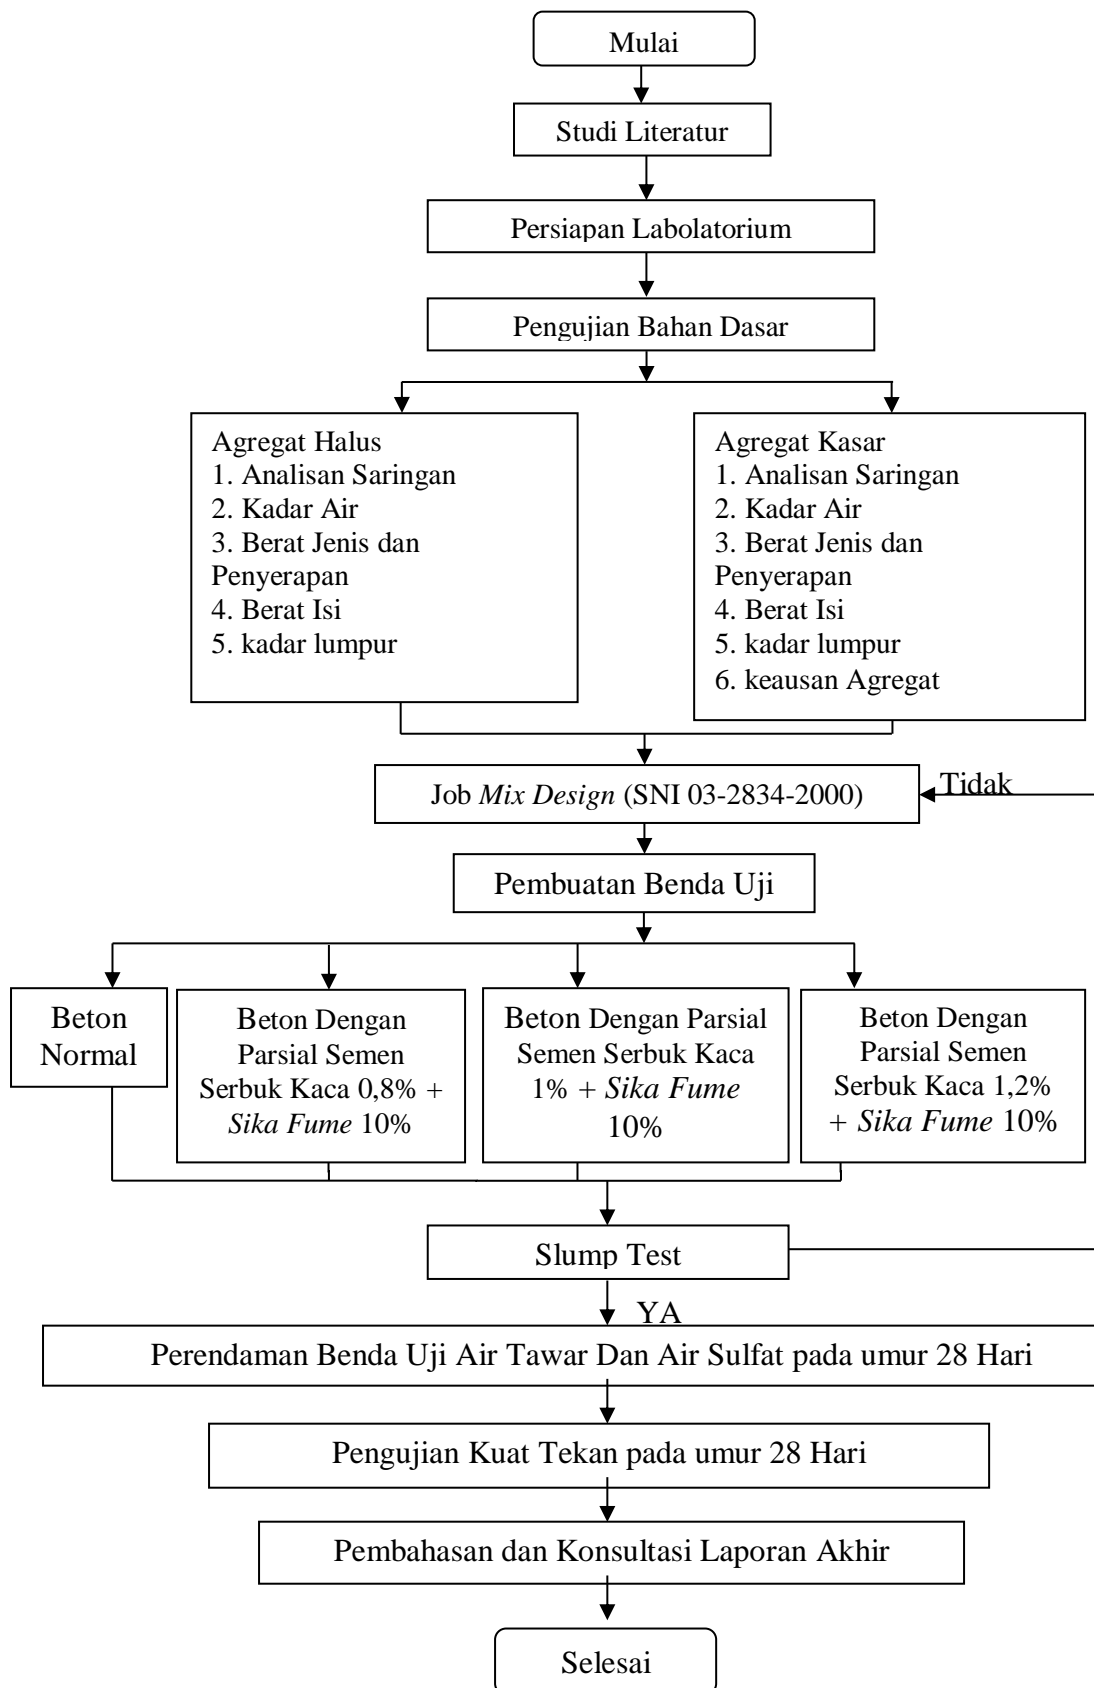 Mulai
Studi Literatur
Persiapan Labolatorium
Pengujian Bahan Dasar
Agregat Halus
1. Analisan Saringan
2. Kadar Air
3. Berat Jenis dan
Penyerapan
4. Berat Isi
5. kadar lumpur
Agregat Kasar
1. Analisan Saringan
2. Kadar Air
3. Berat Jenis dan
Penyerapan
4. Berat Isi
5. kadar lumpur
6. keausan Agregat
Job Mix Design (SNI 03-2834-2000)
Tidak
Pembuatan Benda Uji
Beton
Normal
Beton Dengan
Parsial Semen
Serbuk Kaca 0,8% +
Sika Fume 10%
Beton Dengan Parsial
Semen Serbuk Kaca
1% + Sika Fume
10%
Beton Dengan
Parsial Semen
Serbuk Kaca 1,2%
+ Sika Fume 10%
Slump Test
YA
Perendaman Benda Uji Air Tawar Dan Air Sulfat pada umur 28 Hari
Pengujian Kuat Tekan pada umur 28 Hari
Pembahasan dan Konsultasi Laporan Akhir
Selesai